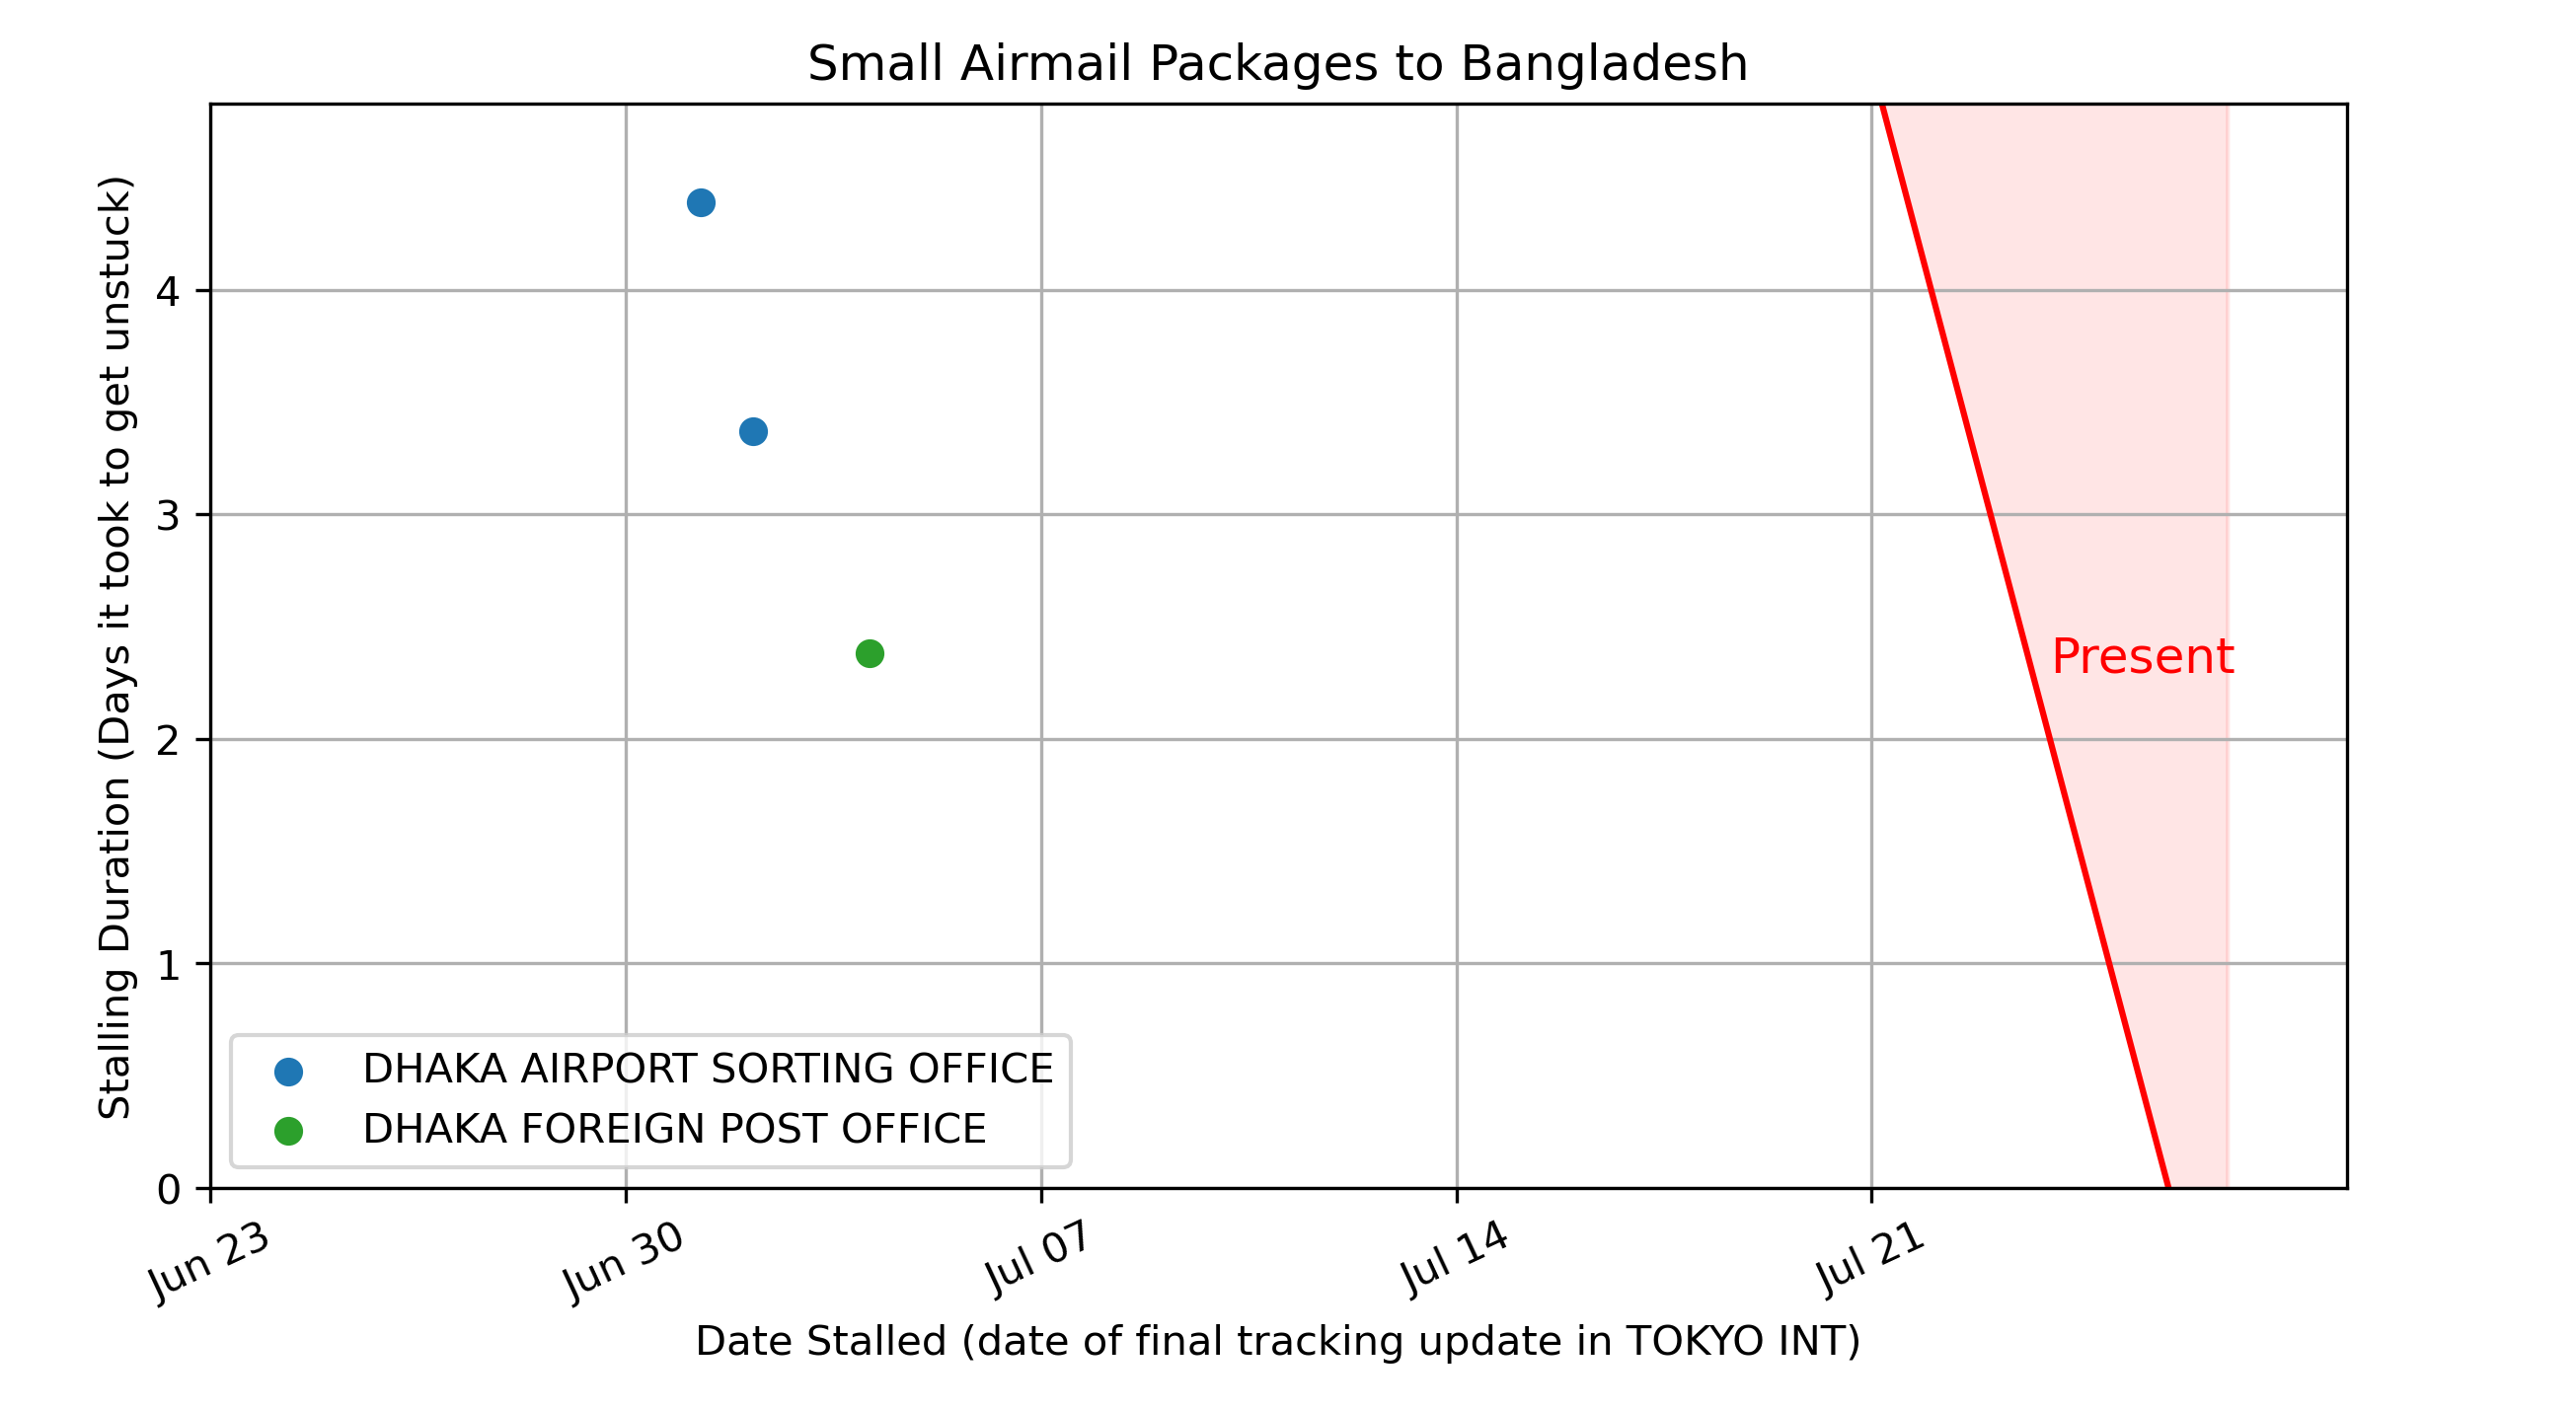 Small Airmail Packages to Bangladesh
Stalling Duration (Days it took to get unstuck)
4
3
2
1
0
Present
DHAKA AIRPORT SORTING OFFICE
DHAKA FOREIGN POST OFFICE
Jun 23
Jun 30
Jul 07
Jul 14
Jul 21
Date Stalled (date of final tracking update in TOKYO INT)